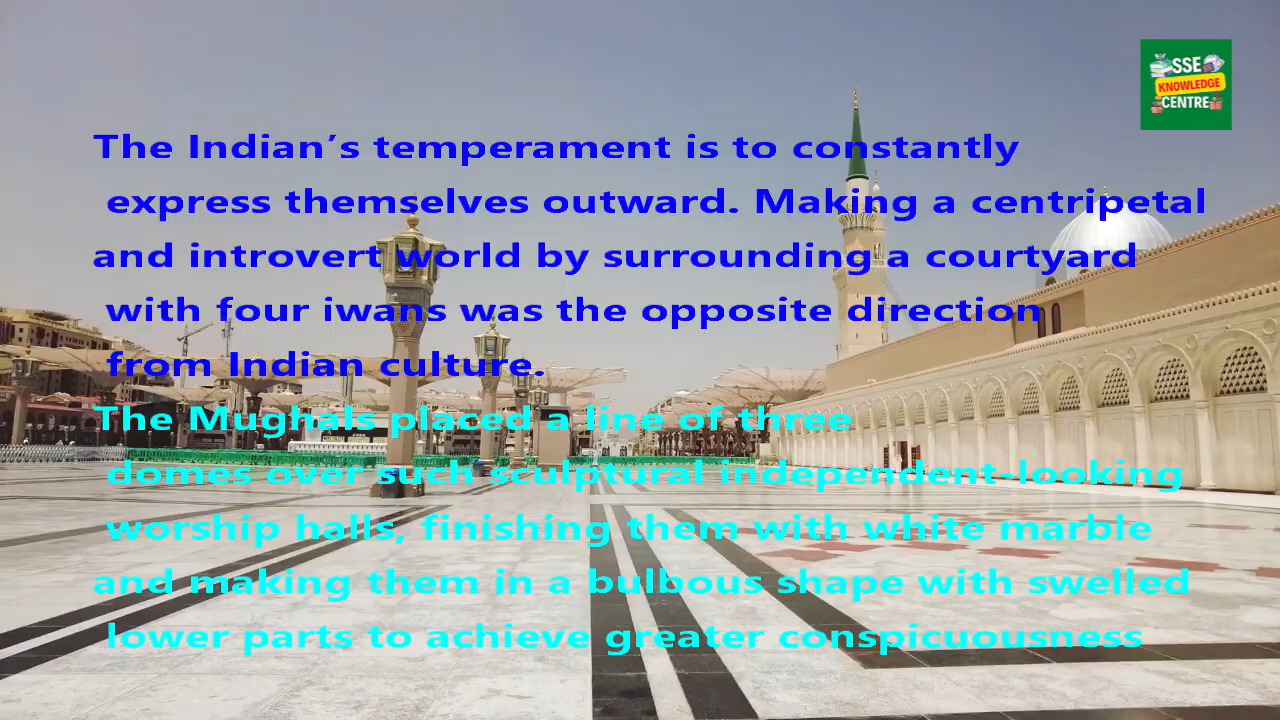 SSE
KNOWLEDGE
CENTRE
The Indian’s temperament is to constantly
express themselves outward. Making a centripetal
and introvert world by surrounding a courtyard
with four iwans was the opposite direction
from Indian culture.
The Mughals placed a line of three
domes over such sculptural independent-looking
worship halls, finishing them with white marble
and making them in a bulbous shape with swelled
lower parts to achieve greater conspicuousness